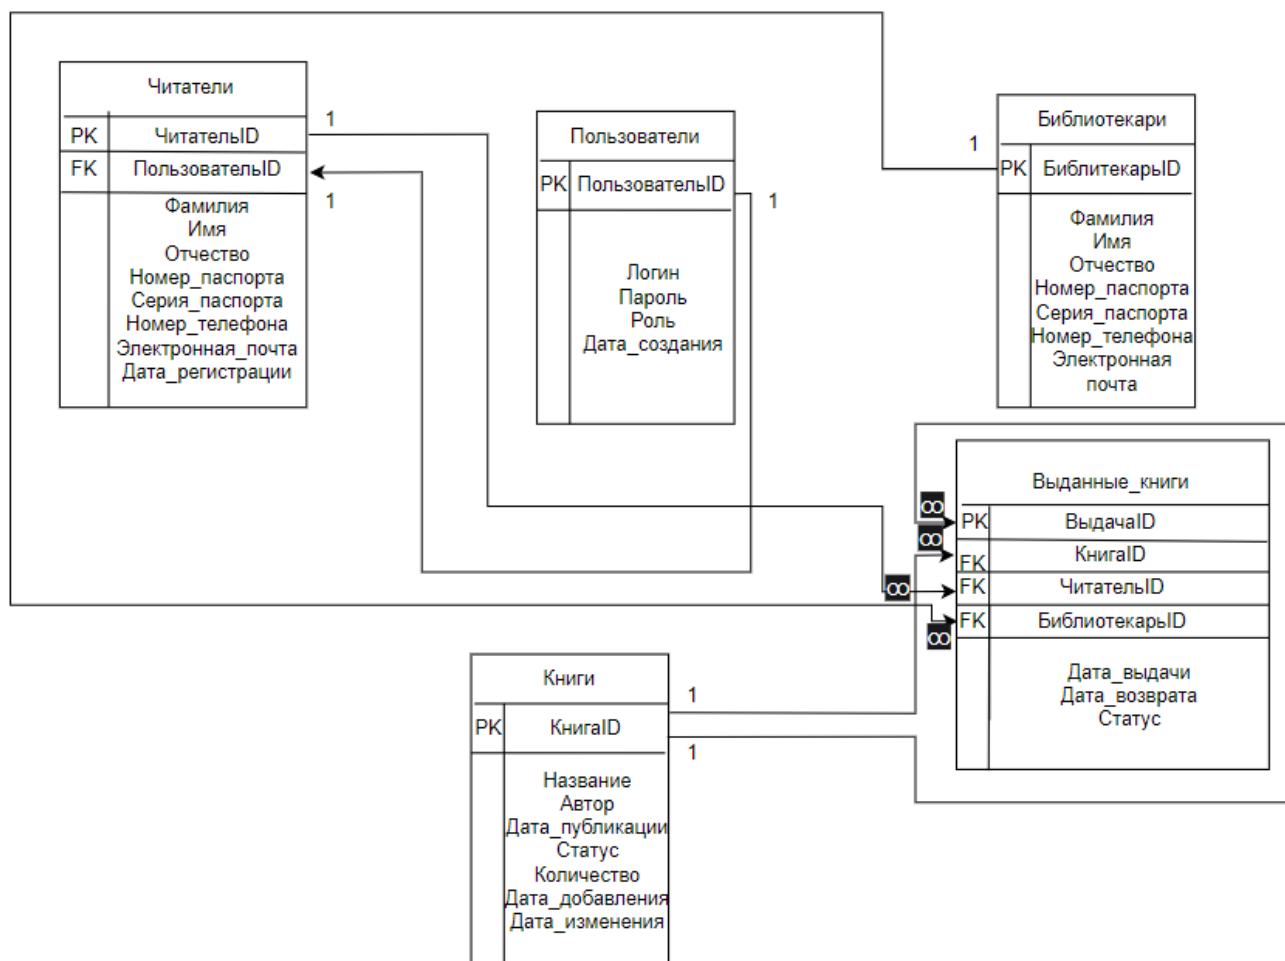 Читатели
PK ЧитательID
FK ПользовательID
Фамилия
Имя
Отчество
Номер_паспорта
Серия_паспорта
Номер_телефона
Электронная_почта
Дата_регистрации
1
1
Пользователи
PK ПользовательID
Логин
Пароль
Роль
Дата_создания
1
Библиотекари
1
PK БиблитекарыID
Фамилия
Имя
Отчество
Номер_паспорта
Серия_паспорта
Номер_телефона
Электронная
почта
Выданные_книги
∞
PK ВыдачаID
∞
FK КнигаID
∞
FK ЧитательID
FK БиблиотекарыID
∞
Дата_выдачи
Дата_возврата
Статус
Книги
PK КнигаID
Название
Автор
Дата_публикации
Статус
Количество
Дата_добавления
Дата_изменения
1
1